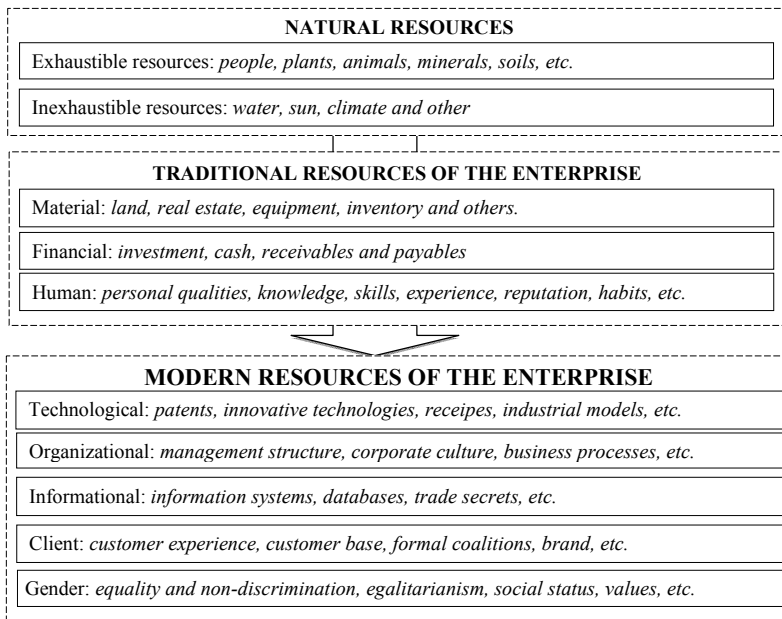 NATURAL RESOURCES
Exhaustible resources: people, plants, animals, minerals, soils, etc.
Inexhaustible resources: water, sun, climate and other
TRADITIONAL RESOURCES OF THE ENTERPRISE
Material: land, real estate, equipment, inventory and others.
Financial: investment, cash, receivables and payables
Human: personal qualities, knowledge, skills, experience, reputation, habits, etc.
MODERN RESOURCES OF THE ENTERPRISE
Technological: patents, innovative technologies, receipes, industrial models, etc.
Organizational: management structure, corporate culture, business processes, etc.
Informational: information systems, databases, trade secrets, etc.
Client: customer experience, customer base, formal coalitions, brand, etc.
Gender: equality and non-discrimination, egalitarianism, social status, values, etc.